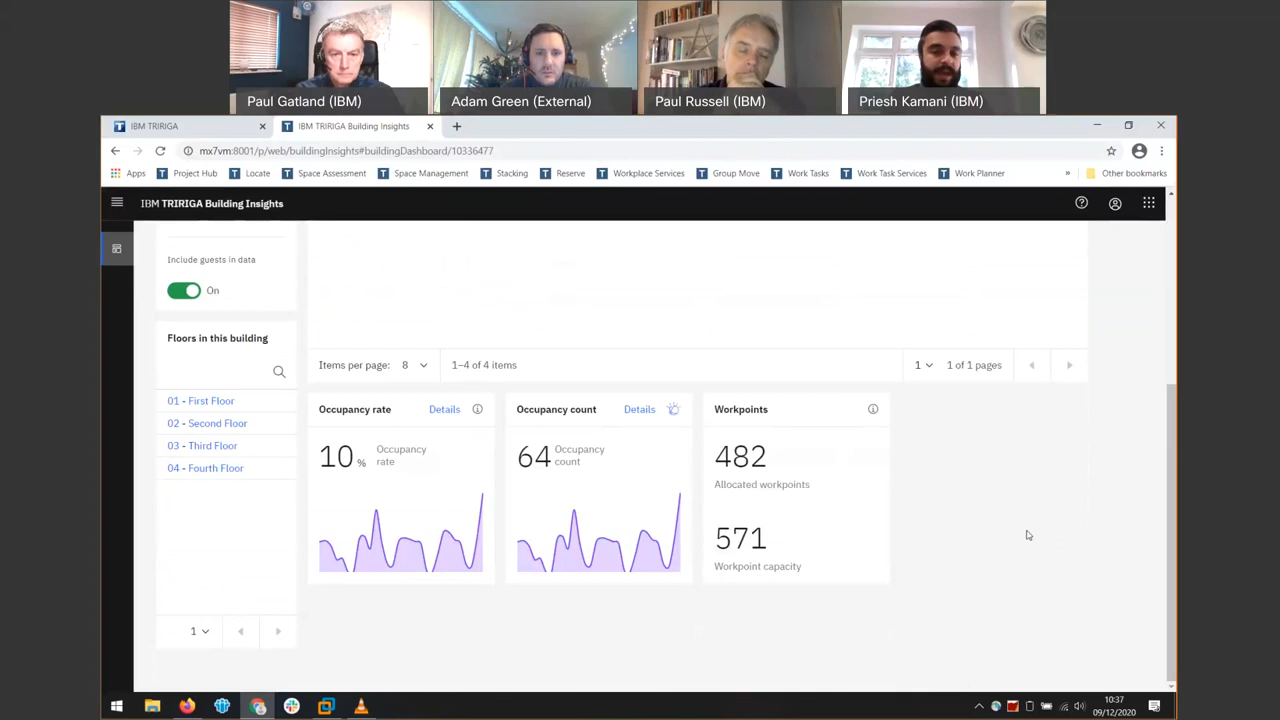 Paul Gatland (IBM)
Adam Green (External)
Paul Russell (IBM)
Priesh Kamani (IBM)
IBM TRIRIGA
IBM TRIRIGA Building Insights
mx7vm:8001/p/web/buildingInsights#buildingDashboard/10336477
Apps
Project Hub
Locate
Space Assessment
Space Management
Stacking
Reserve
Workplace Services
Group Move
Work Tasks
Work Task Services
Work Planner
»
Other bookmarks
IBM TRIRIGA Building Insights
Include guests in data
On
Floors in this building
01 - First Floor
02 - Second Floor
03 - Third Floor
04 - Fourth Floor
1
Items per page: 8
1–4 of 4 items
1
1 of 1 pages
Occupancy rate
Details
10 %
Occupancy
rate
Occupancy count
Details
64
Occupancy
count
Workpoints
482
Allocated workpoints
571
Workpoint capacity
10:37
09/12/2020